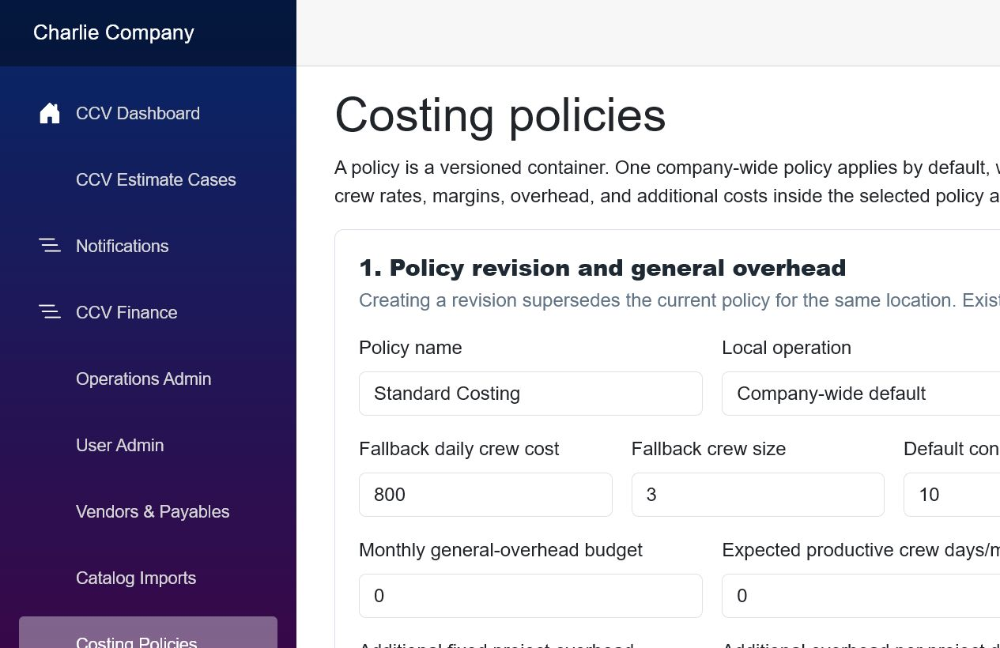 Charlie Company
CCV Dashboard
CCV Estimate Cases
Notifications
CCV Finance
Operations Admin
User Admin
Vendors & Payables
Catalog Imports
Costing Policies
Costing policies
A policy is a versioned container. One company-wide policy applies by default,
crew rates, margins, overhead, and additional costs inside the selected policy
1. Policy revision and general overhead
Creating a revision supersedes the current policy for the same location.
Policy name
Local operation
Standard Costing
Company-wide default
Fallback daily crew cost
Fallback crew size
Default
800
3
10
Monthly general-overhead budget
Expected productive crew
0
0
Additional fixed project overhead
Additional overhead per project